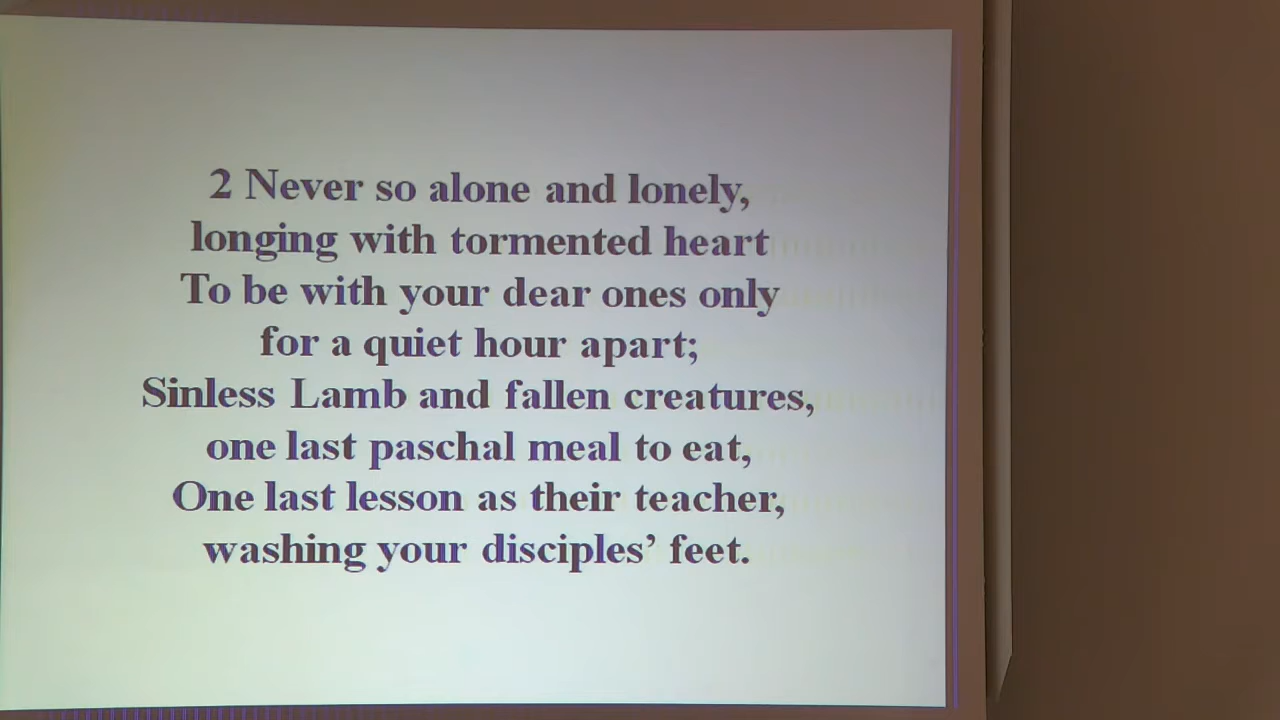 2 Never so alone and lonely,
longing with tormented heart
To be with your dear ones only
for a quiet hour apart;
Sinless Lamb and fallen creatures,
one last paschal meal to eat,
One last lesson as their teacher,
washing your disciples’ feet.